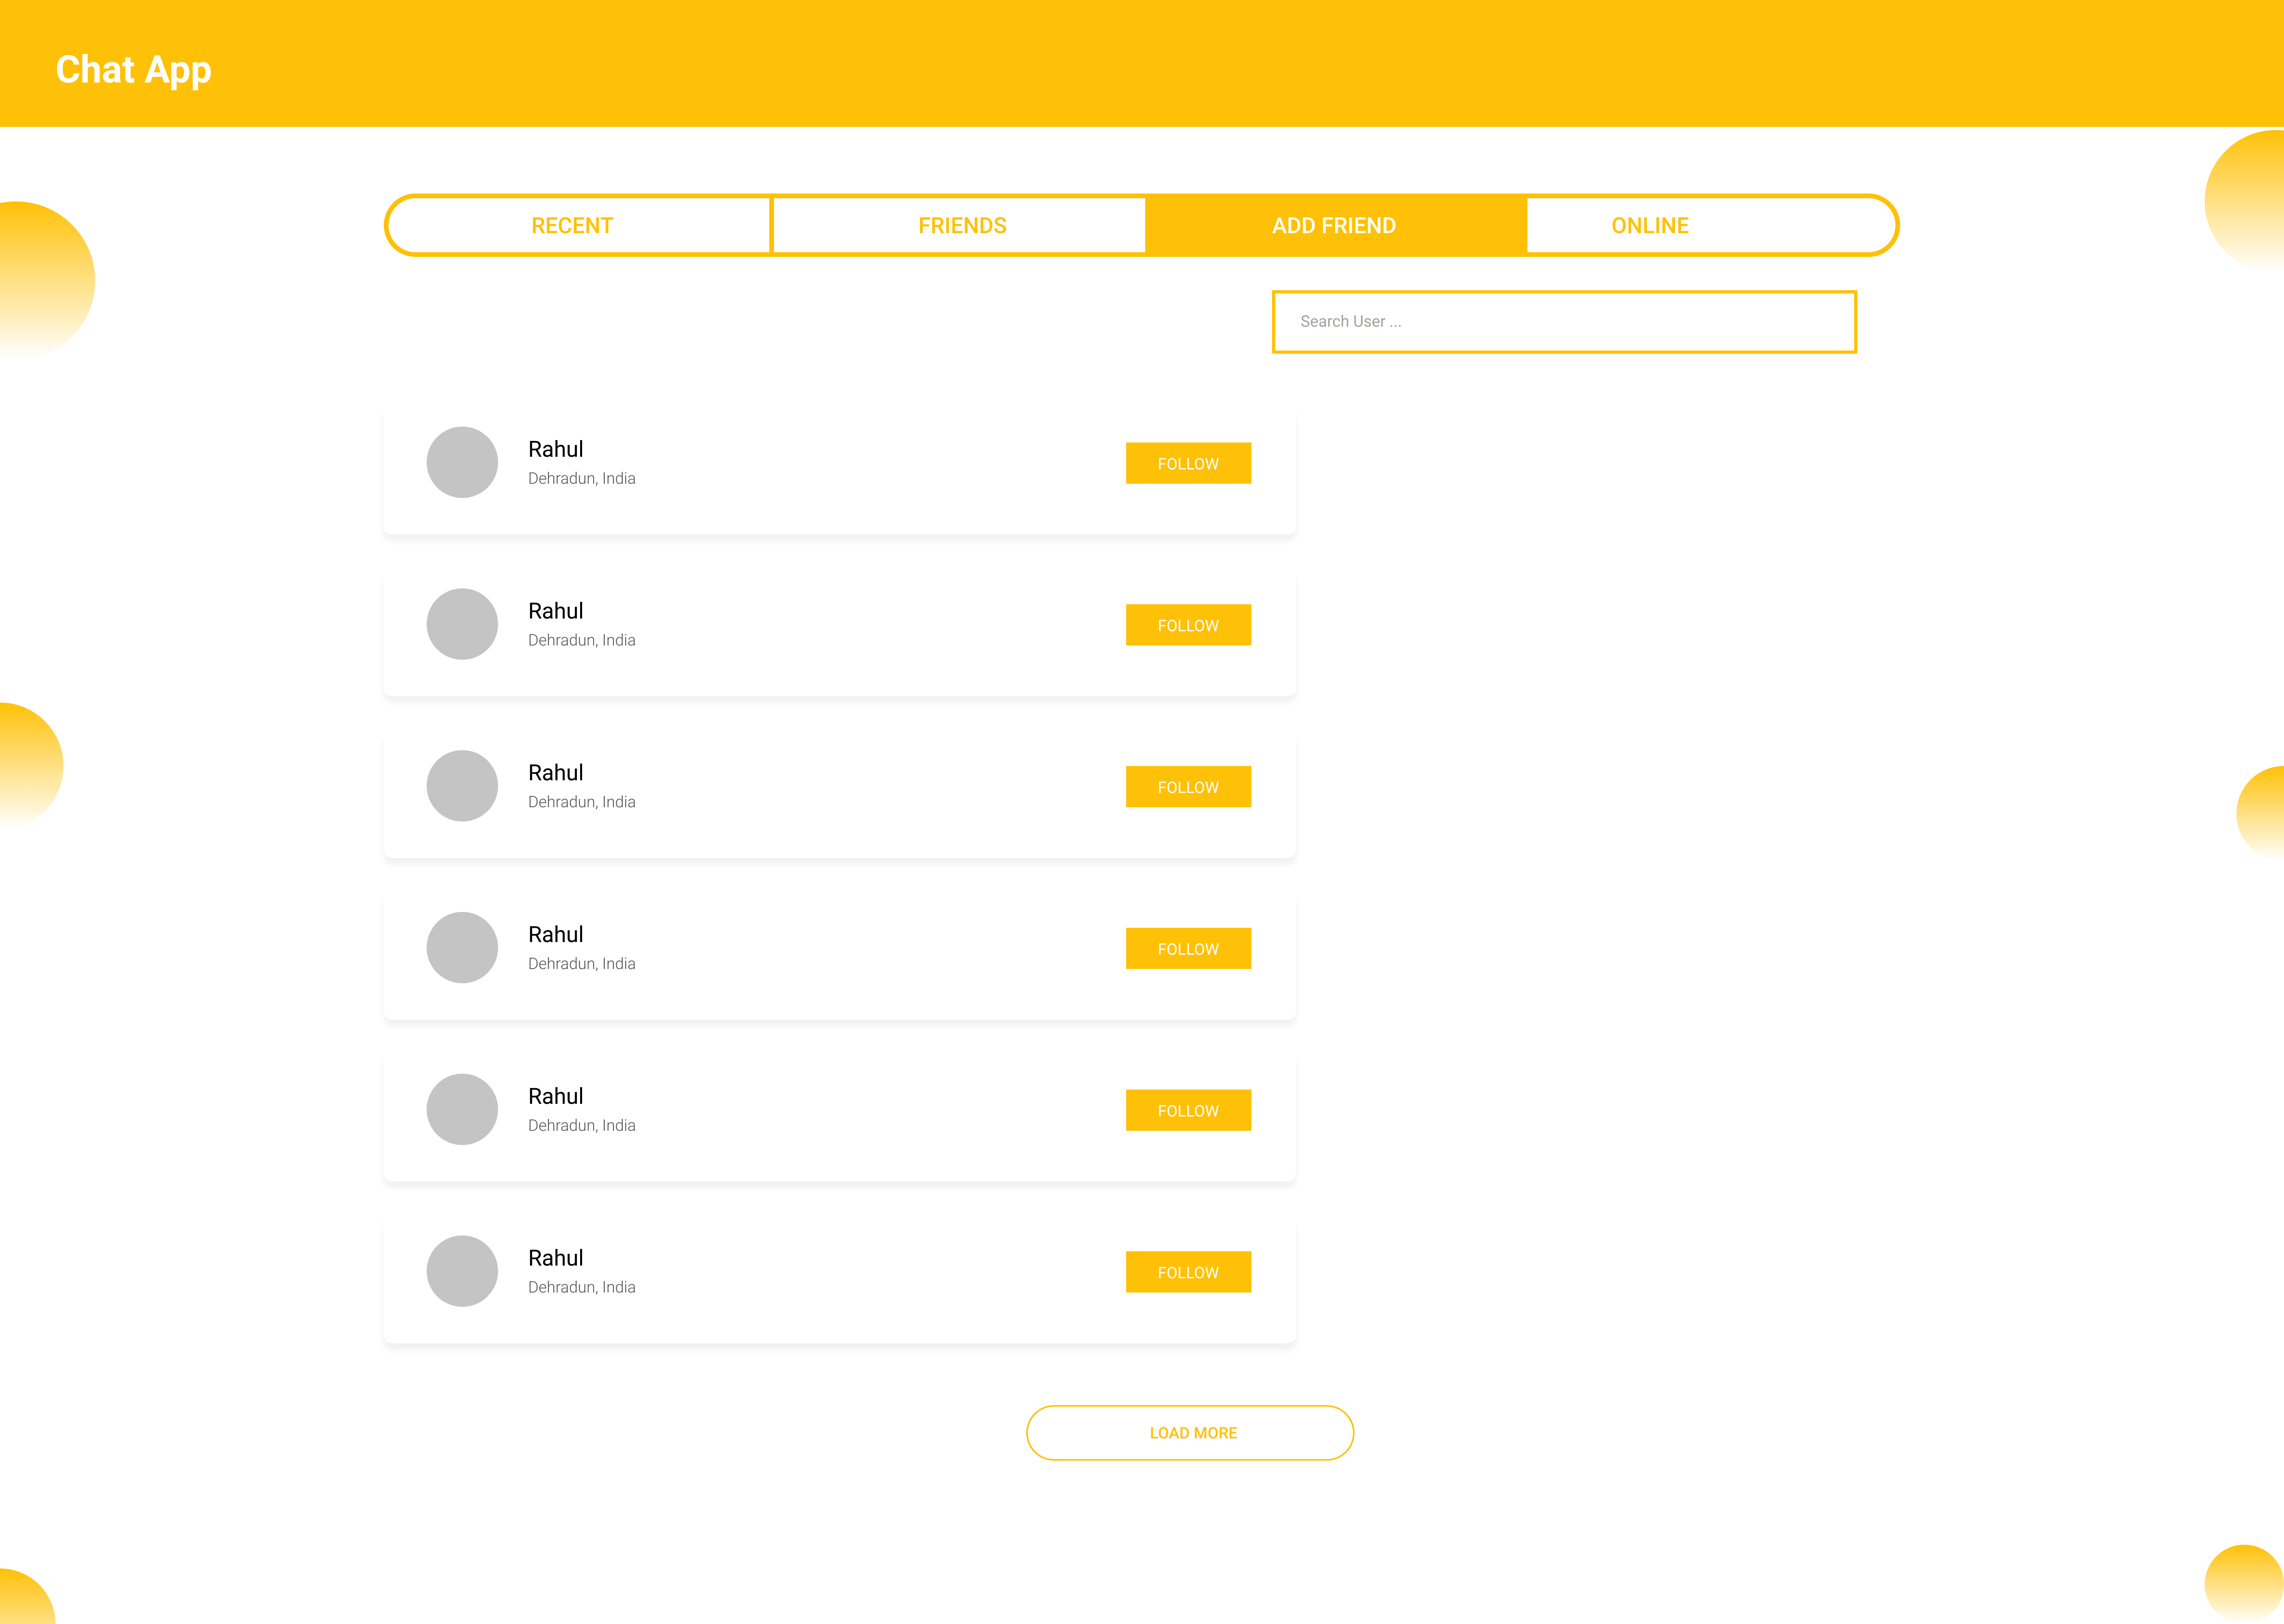 Chat App
RECENT
FRIENDS
ADD FRIEND
ONLINE
Search User ...
Rahul
Dehradun, India
FOLLOW
Rahul
Dehradun, India
FOLLOW
Rahul
Dehradun, India
FOLLOW
Rahul
Dehradun, India
FOLLOW
Rahul
Dehradun, India
FOLLOW
Rahul
Dehradun, India
FOLLOW
LOAD MORE